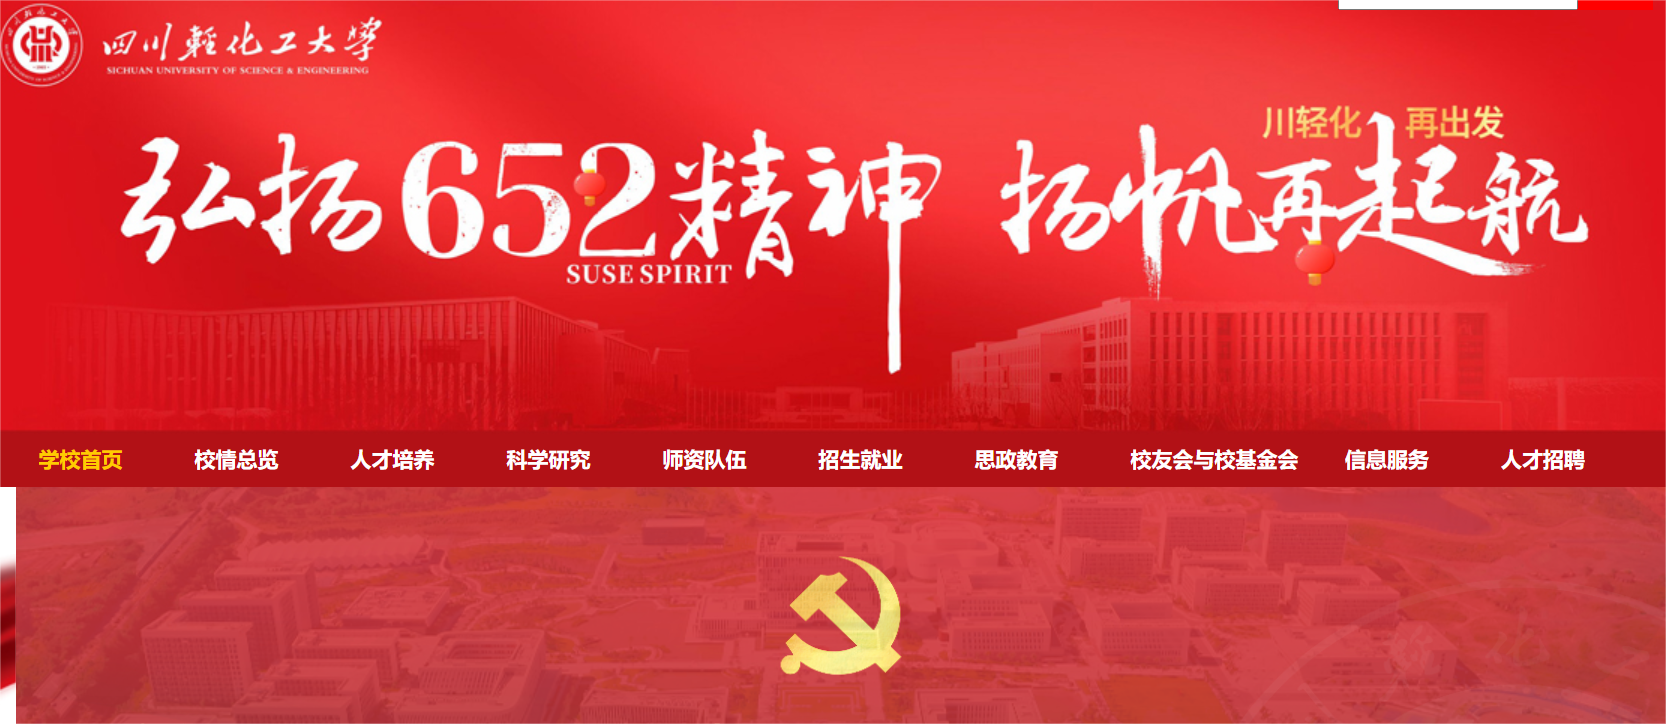 四川轻化工大學
SICHUAN UNIVERSITY OF SCIENCE & ENGINEERING
川轻化 再出发
弘扬652精神 扬帆再起航
SUSE SPIRIT
学校首页 校情总览 人才培养 科学研究 师资队伍 招生就业 思政教育 校友会与校基金会 信息服务 人才招聘